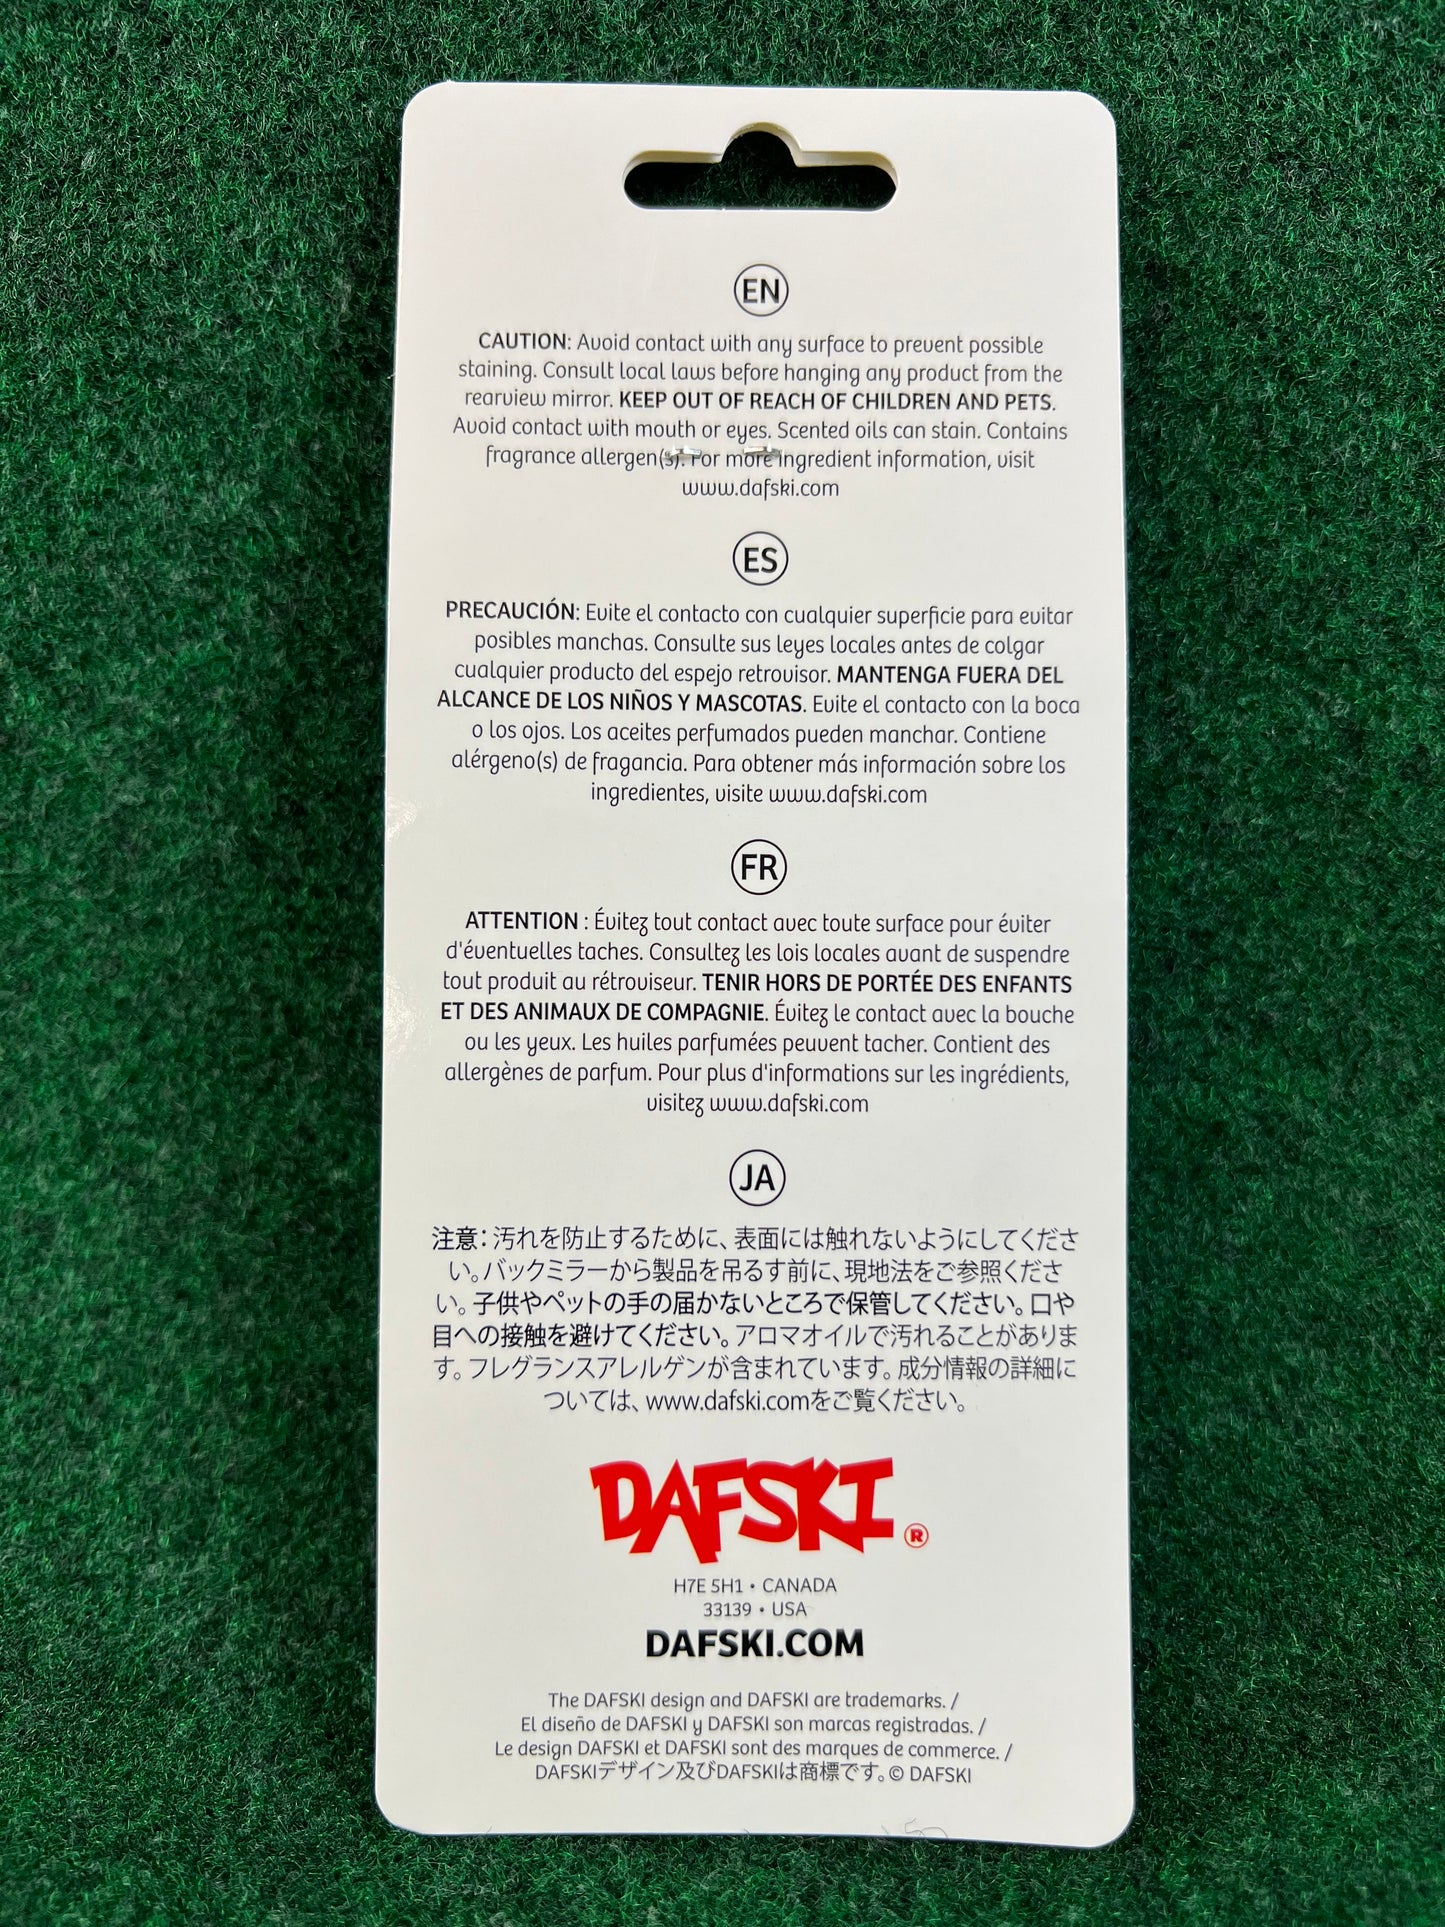 EN
CAUTION: Avoid contact with any surface to prevent possible
staining. Consult local laws before hanging any product from the
rearview mirror. KEEP OUT OF REACH OF CHILDREN AND PETS.
Avoid contact with mouth or eyes. Scented oils can stain. Contains
fragrance allergen(s). For more ingredient information, visit
www.dafski.com
ES
PRECAUCIÓN: Evite el contacto con cualquier superficie para evitar
posibles manchas. Consulte sus leyes locales antes de colgar
cualquier producto del espejo retrovisor. MANTENGA FUERA DEL
ALCANCE DE LOS NIÑOS Y MASCOTAS. Evite el contacto con la boca
o los ojos. Los aceites perfumados pueden manchar. Contiene
alérgeno(s) de fragancia. Para obtener más información sobre los
ingredientes, visite www.dafski.com
FR
ATTENTION : Évitez tout contact avec toute surface pour éviter
d'éventuelles taches. Consultez les lois locales avant de suspendre
tout produit au rétroviseur. TENIR HORS DE PORTÉE DES ENFANTS
ET DES ANIMAUX DE COMPAGNIE. Évitez le contact avec la bouche
ou les yeux. Les huiles parfumées peuvent tacher. Contient des
allergènes de parfum. Pour plus d'informations sur les ingrédients,
visitez www.dafski.com
JA
注意：汚れを防止するために、表面には触れないようにしてくださ
い。バックミラーから製品を吊るす前に、現地法をご参照くださ
い。子供やペットの手の届かないところで保管してください。口や
目への接触を避けてください。アロマオイルで汚れることがありま
す。フレグランスアレルゲンが含まれています。成分情報の詳細に
ついては、www.dafski.comをご覧ください。
DAFSKI®
H7E 5H1 • CANADA
33139 • USA
DAFSKI.COM
The DAFSKI design and DAFSKI are trademarks. /
El diseño de DAFSKI y DAFSKI son marcas registradas. /
Le design DAFSKI et DAFSKI sont des marques de commerce. /
DAFSKIデザイン及びDAFSKIは商標です。© DAFSKI